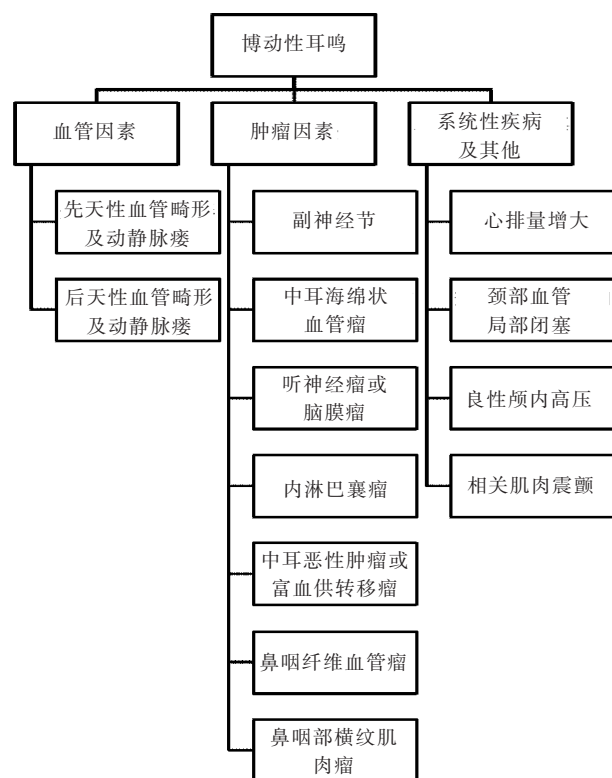 博动性耳鸣
血管因素
肿瘤因素
系统性疾病
及其他
先天性血管畸形
及动静脉瘘
后天性血管畸形
及动静脉瘘
副神经节
中耳海绵状
血管瘤
听神经瘤或
脑膜瘤
内淋巴襄瘤
中耳恶性肿瘤或
富血供转移瘤
鼻咽纤维血管瘤
鼻咽部横纹肌
肉瘤
心排量增大
颈部血管
局部闭塞
良性颅内高压
相关肌肉震颤